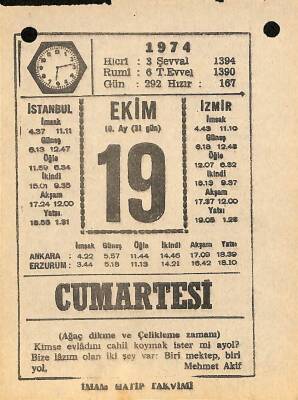 1974
Hicrî : 3 Şevval 1394
Rumî : 6 T.Evvel 1390
Gün : 292 Hızır : 167
İSTANBUL
İmsak
4.37 11.11
Güneş
6.13 12.47
Öğle
11.59 6.34
İkindi
15.01 9.35
Akşam
17.24 12.00
Yatsı
18.55 1.31
EKİM
(0. Ay (31 gün)
19
İZMİR
İmsak
4.43 11.10
Güneş
6.18 12.45
Öğle
12.07 6.32
İkindi
15.13 9.37
Akşam
17.37 12.00
Yatsı
19.05 1.28
İmsak Güneş Öğle İkindi Akşam Yatsı
ANKARA : 4.22 5.57 11.44 14.46 17.09 18.39
ERZURUM : 3.44 5.18 11.13 14.21 16.42 18.10
CUMARTESİ
(Ağaç dikme ve Çelikleme zamanı)
Kimse evlâdını cahil koymak ister mi ayol?
Bize lâzım olan iki şey var: Biri mektep, biri
yol, Mehmet Akif
İMAM HATİP TAKVİMİ